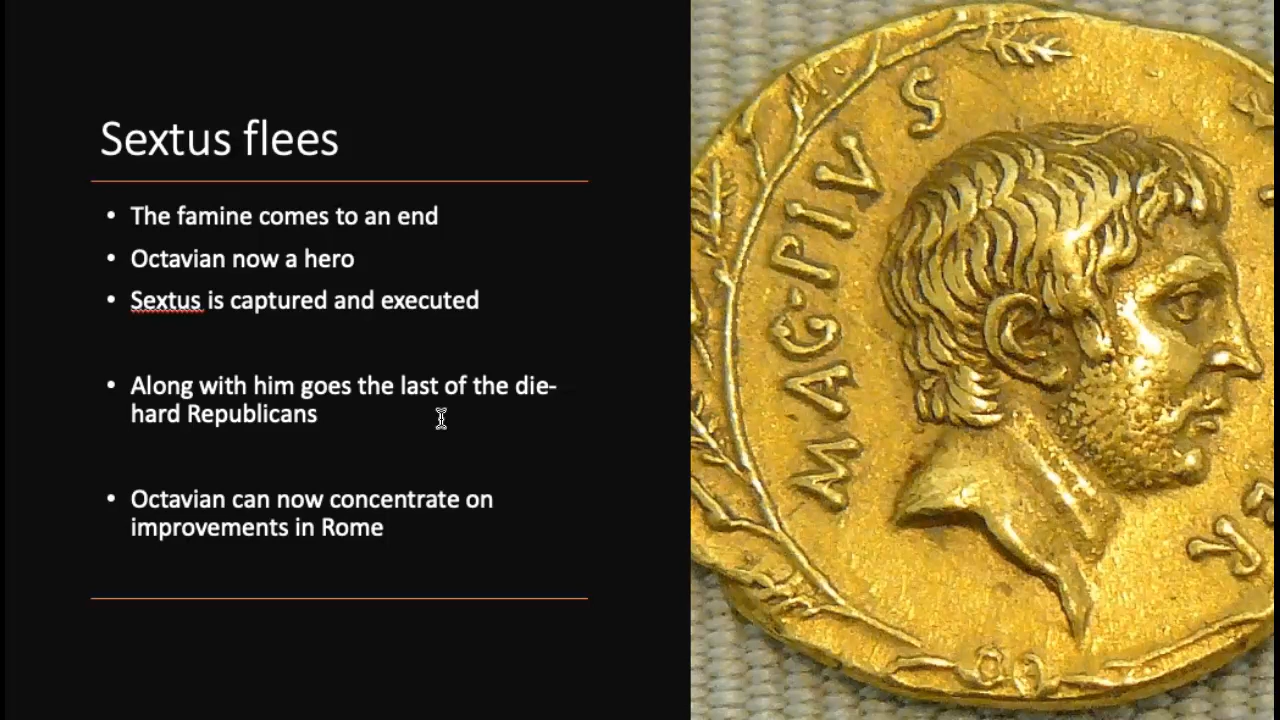 Sextus flees
• The famine comes to an end
• Octavian now a hero
• Sextus is captured and executed
• Along with him goes the last of the die-
hard Republicans
• Octavian can now concentrate on
improvements in Rome
MAG·PIVS